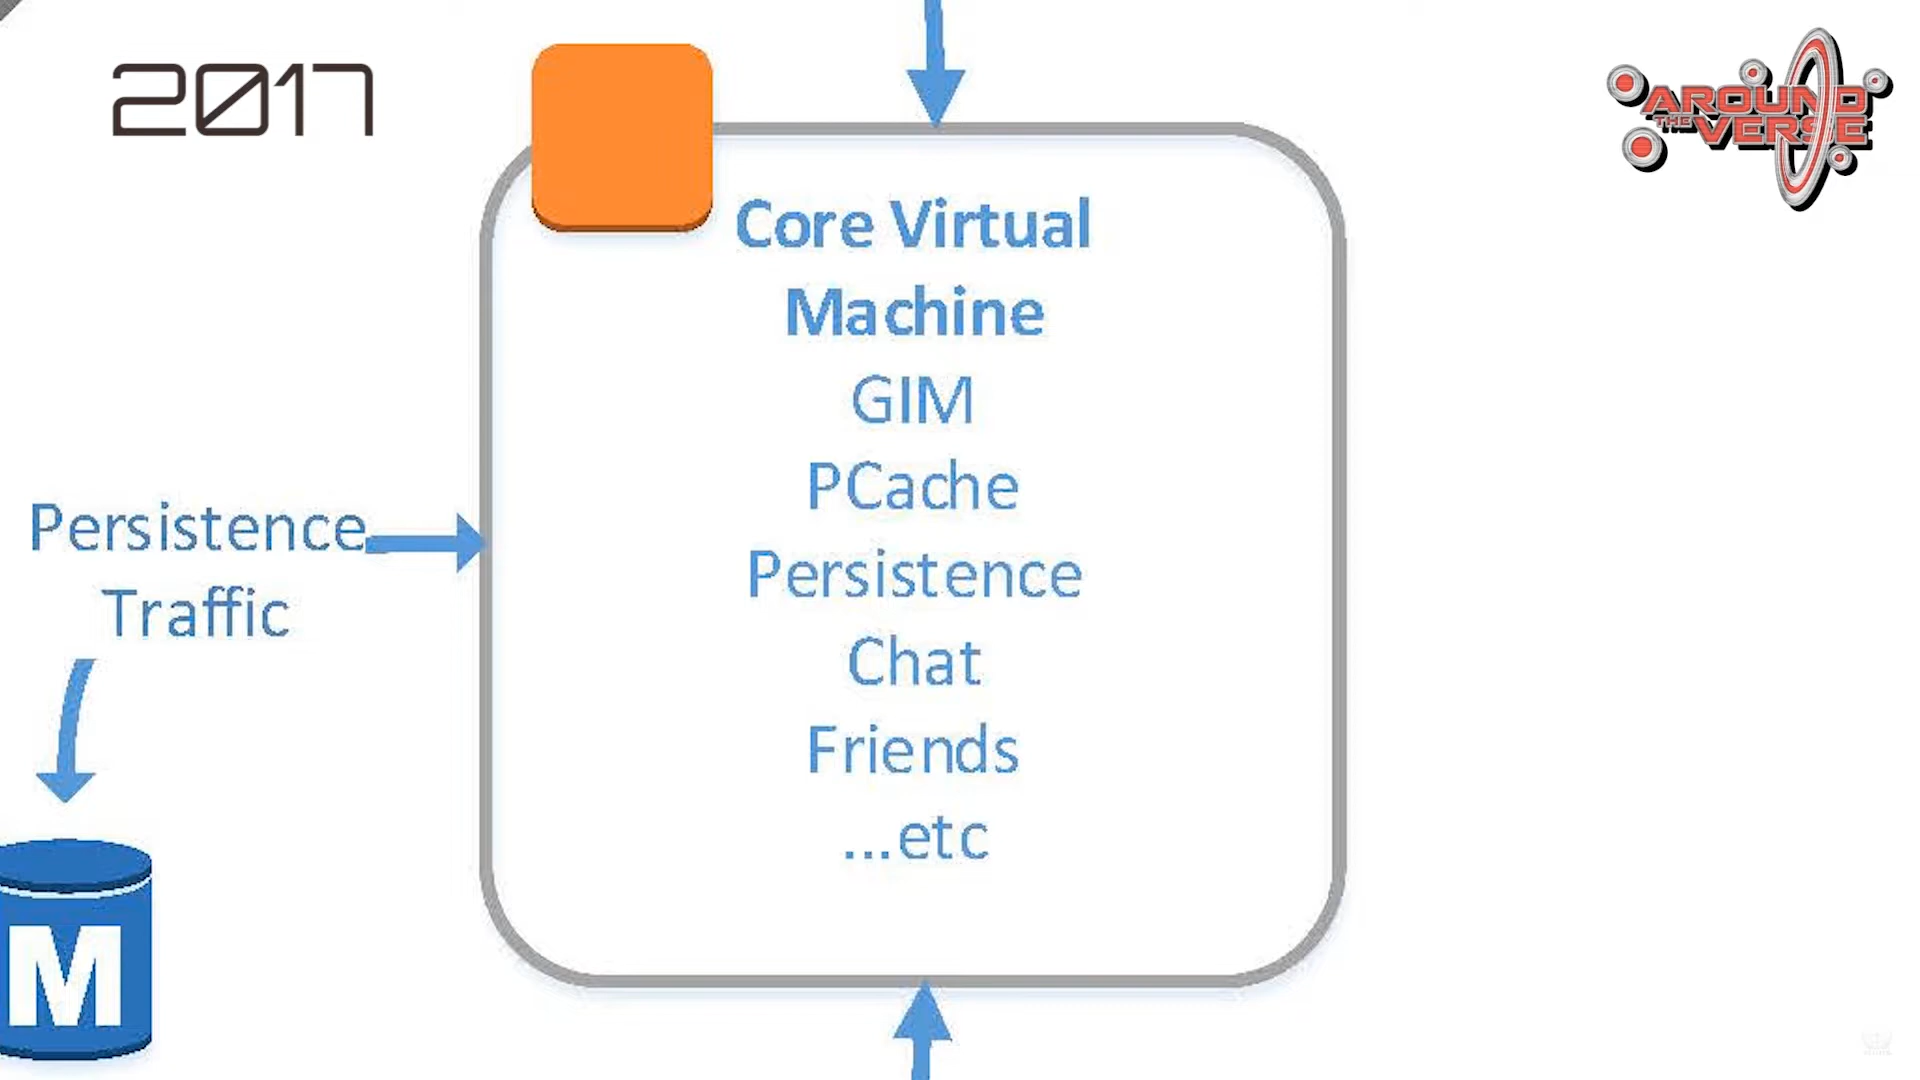 2017
AROUND
THE VERSE
Core Virtual
Machine
GIM
PCache
Persistence
Chat
Friends
...etc
Persistence
Traffic
M